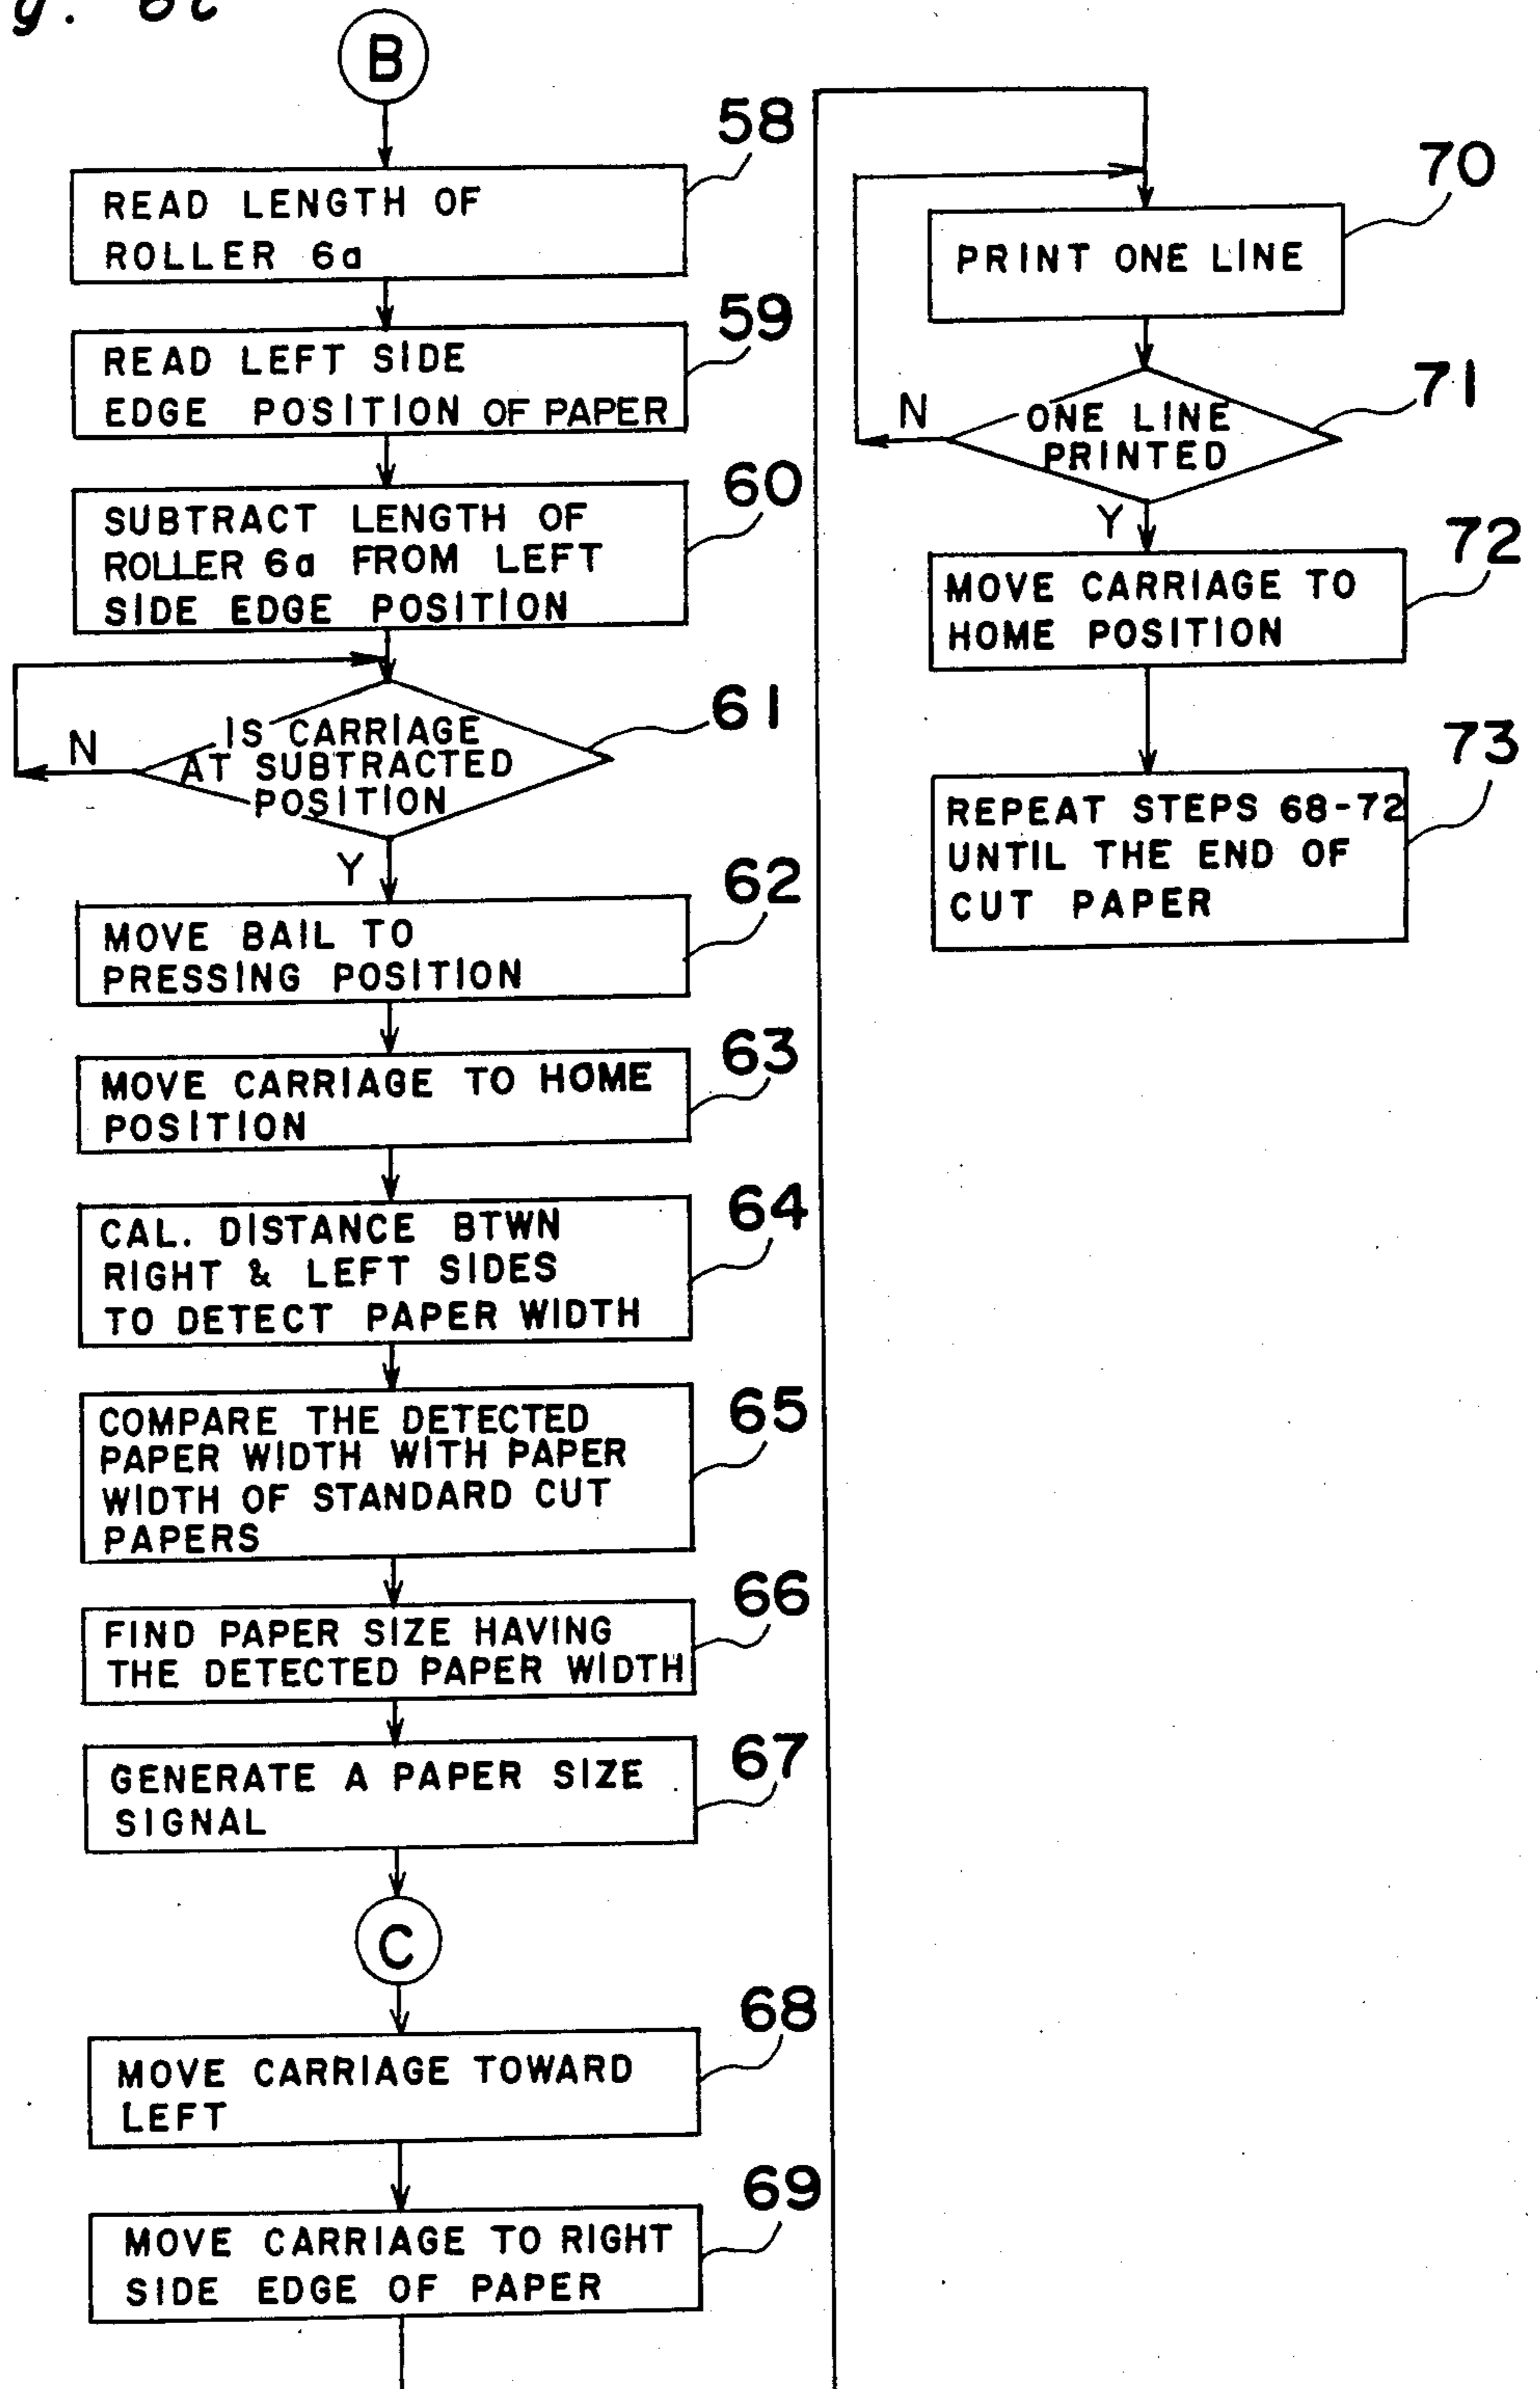 B
58
READ LENGTH OF
ROLLER 6a
59
READ LEFT SIDE
EDGE POSITION OF PAPER
60
SUBTRACT LENGTH OF
ROLLER 6a FROM LEFT
SIDE EDGE POSITION
61
IS CARRIAGE
AT SUBTRACTED
POSITION
N
Y
62
MOVE BAIL TO
PRESSING POSITION
63
MOVE CARRIAGE TO HOME
POSITION
64
CAL. DISTANCE BTWN
RIGHT & LEFT SIDES
TO DETECT PAPER WIDTH
65
COMPARE THE DETECTED
PAPER WIDTH WITH PAPER
WIDTH OF STANDARD CUT
PAPERS
66
FIND PAPER SIZE HAVING
THE DETECTED PAPER WIDTH
67
GENERATE A PAPER SIZE
SIGNAL
C
68
MOVE CARRIAGE TOWARD
LEFT
69
MOVE CARRIAGE TO RIGHT
SIDE EDGE OF PAPER
70
PRINT ONE LINE
71
ONE LINE
PRINTED
N
Y
72
MOVE CARRIAGE TO
HOME POSITION
73
REPEAT STEPS 68-72
UNTIL THE END OF
CUT PAPER